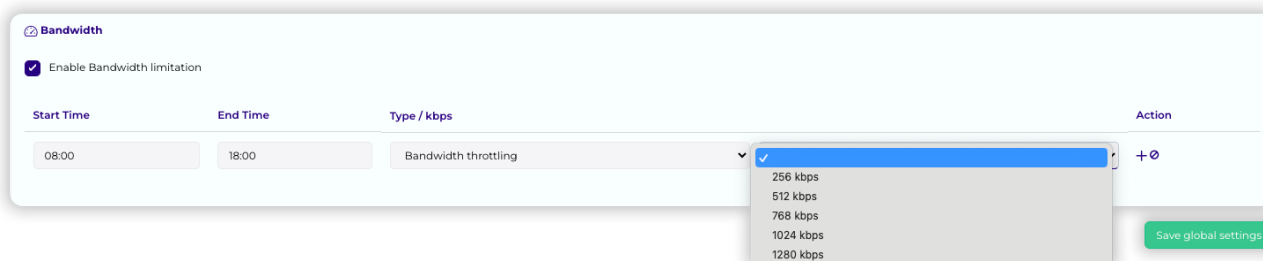 Bandwidth
Enable Bandwidth limitation
Start Time End Time Type / kbps Action
08:00 18:00 Bandwidth throttling
256 kbps
512 kbps
768 kbps
1024 kbps
1280 kbps
Save global settings